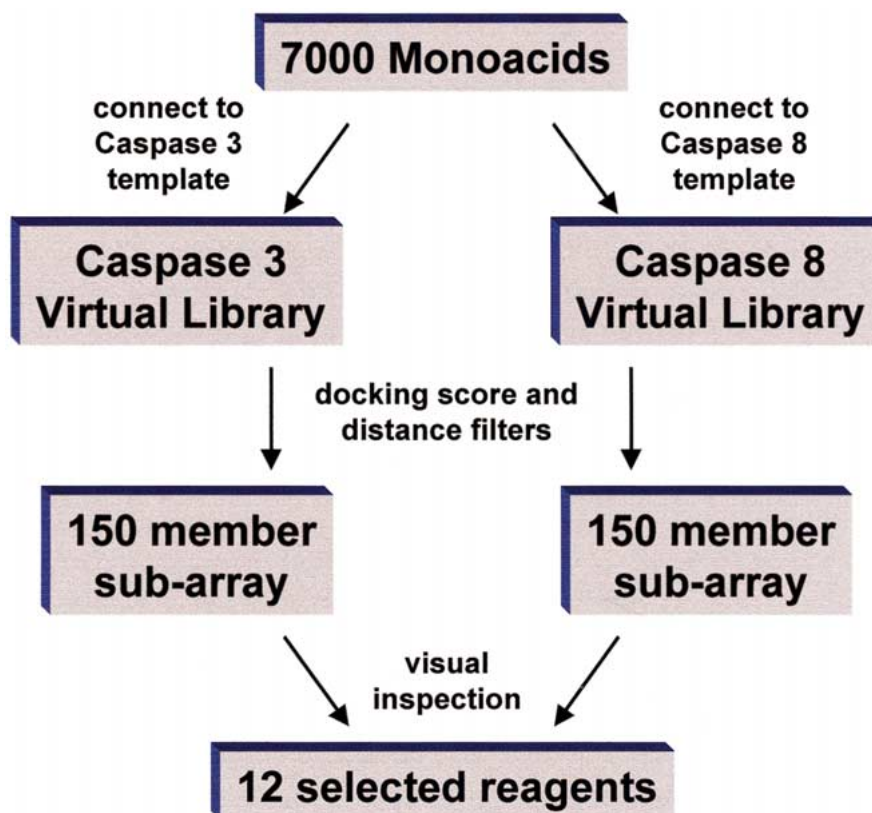 7000 Monoacids
connect to
Caspase 3
template
connect to
Caspase 8
template
Caspase 3
Virtual Library
Caspase 8
Virtual Library
docking score and
distance filters
150 member
sub-array
150 member
sub-array
visual
inspection
12 selected reagents